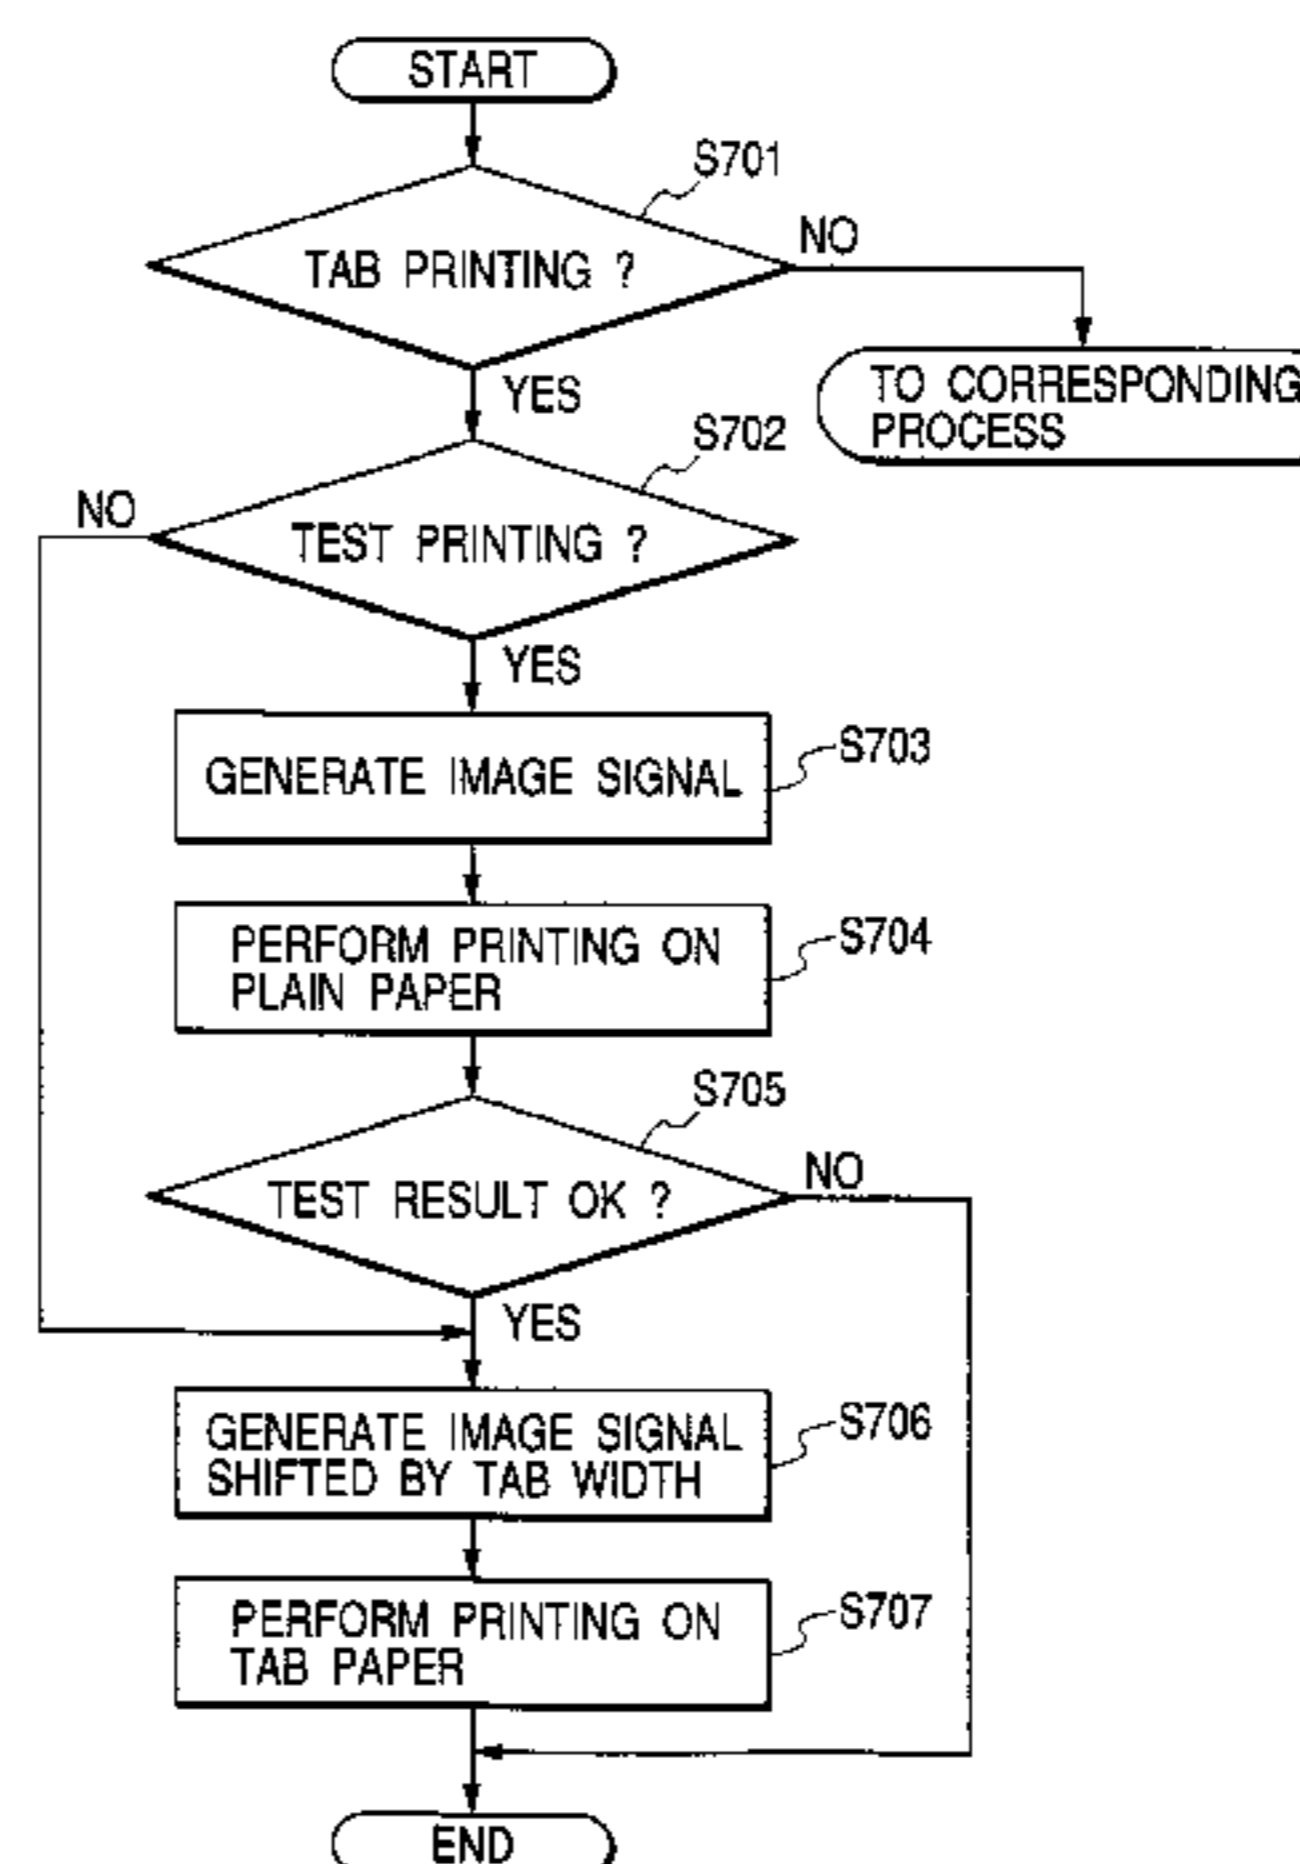 START
S701
TAB PRINTING ?
NO
YES
TO CORRESPONDING
PROCESS
S702
NO
TEST PRINTING ?
YES
GENERATE IMAGE SIGNAL
S703
PERFORM PRINTING ON
PLAIN PAPER
S704
S705
TEST RESULT OK ?
NO
YES
GENERATE IMAGE SIGNAL
SHIFTED BY TAB WIDTH
S706
PERFORM PRINTING ON
TAB PAPER
S707
END